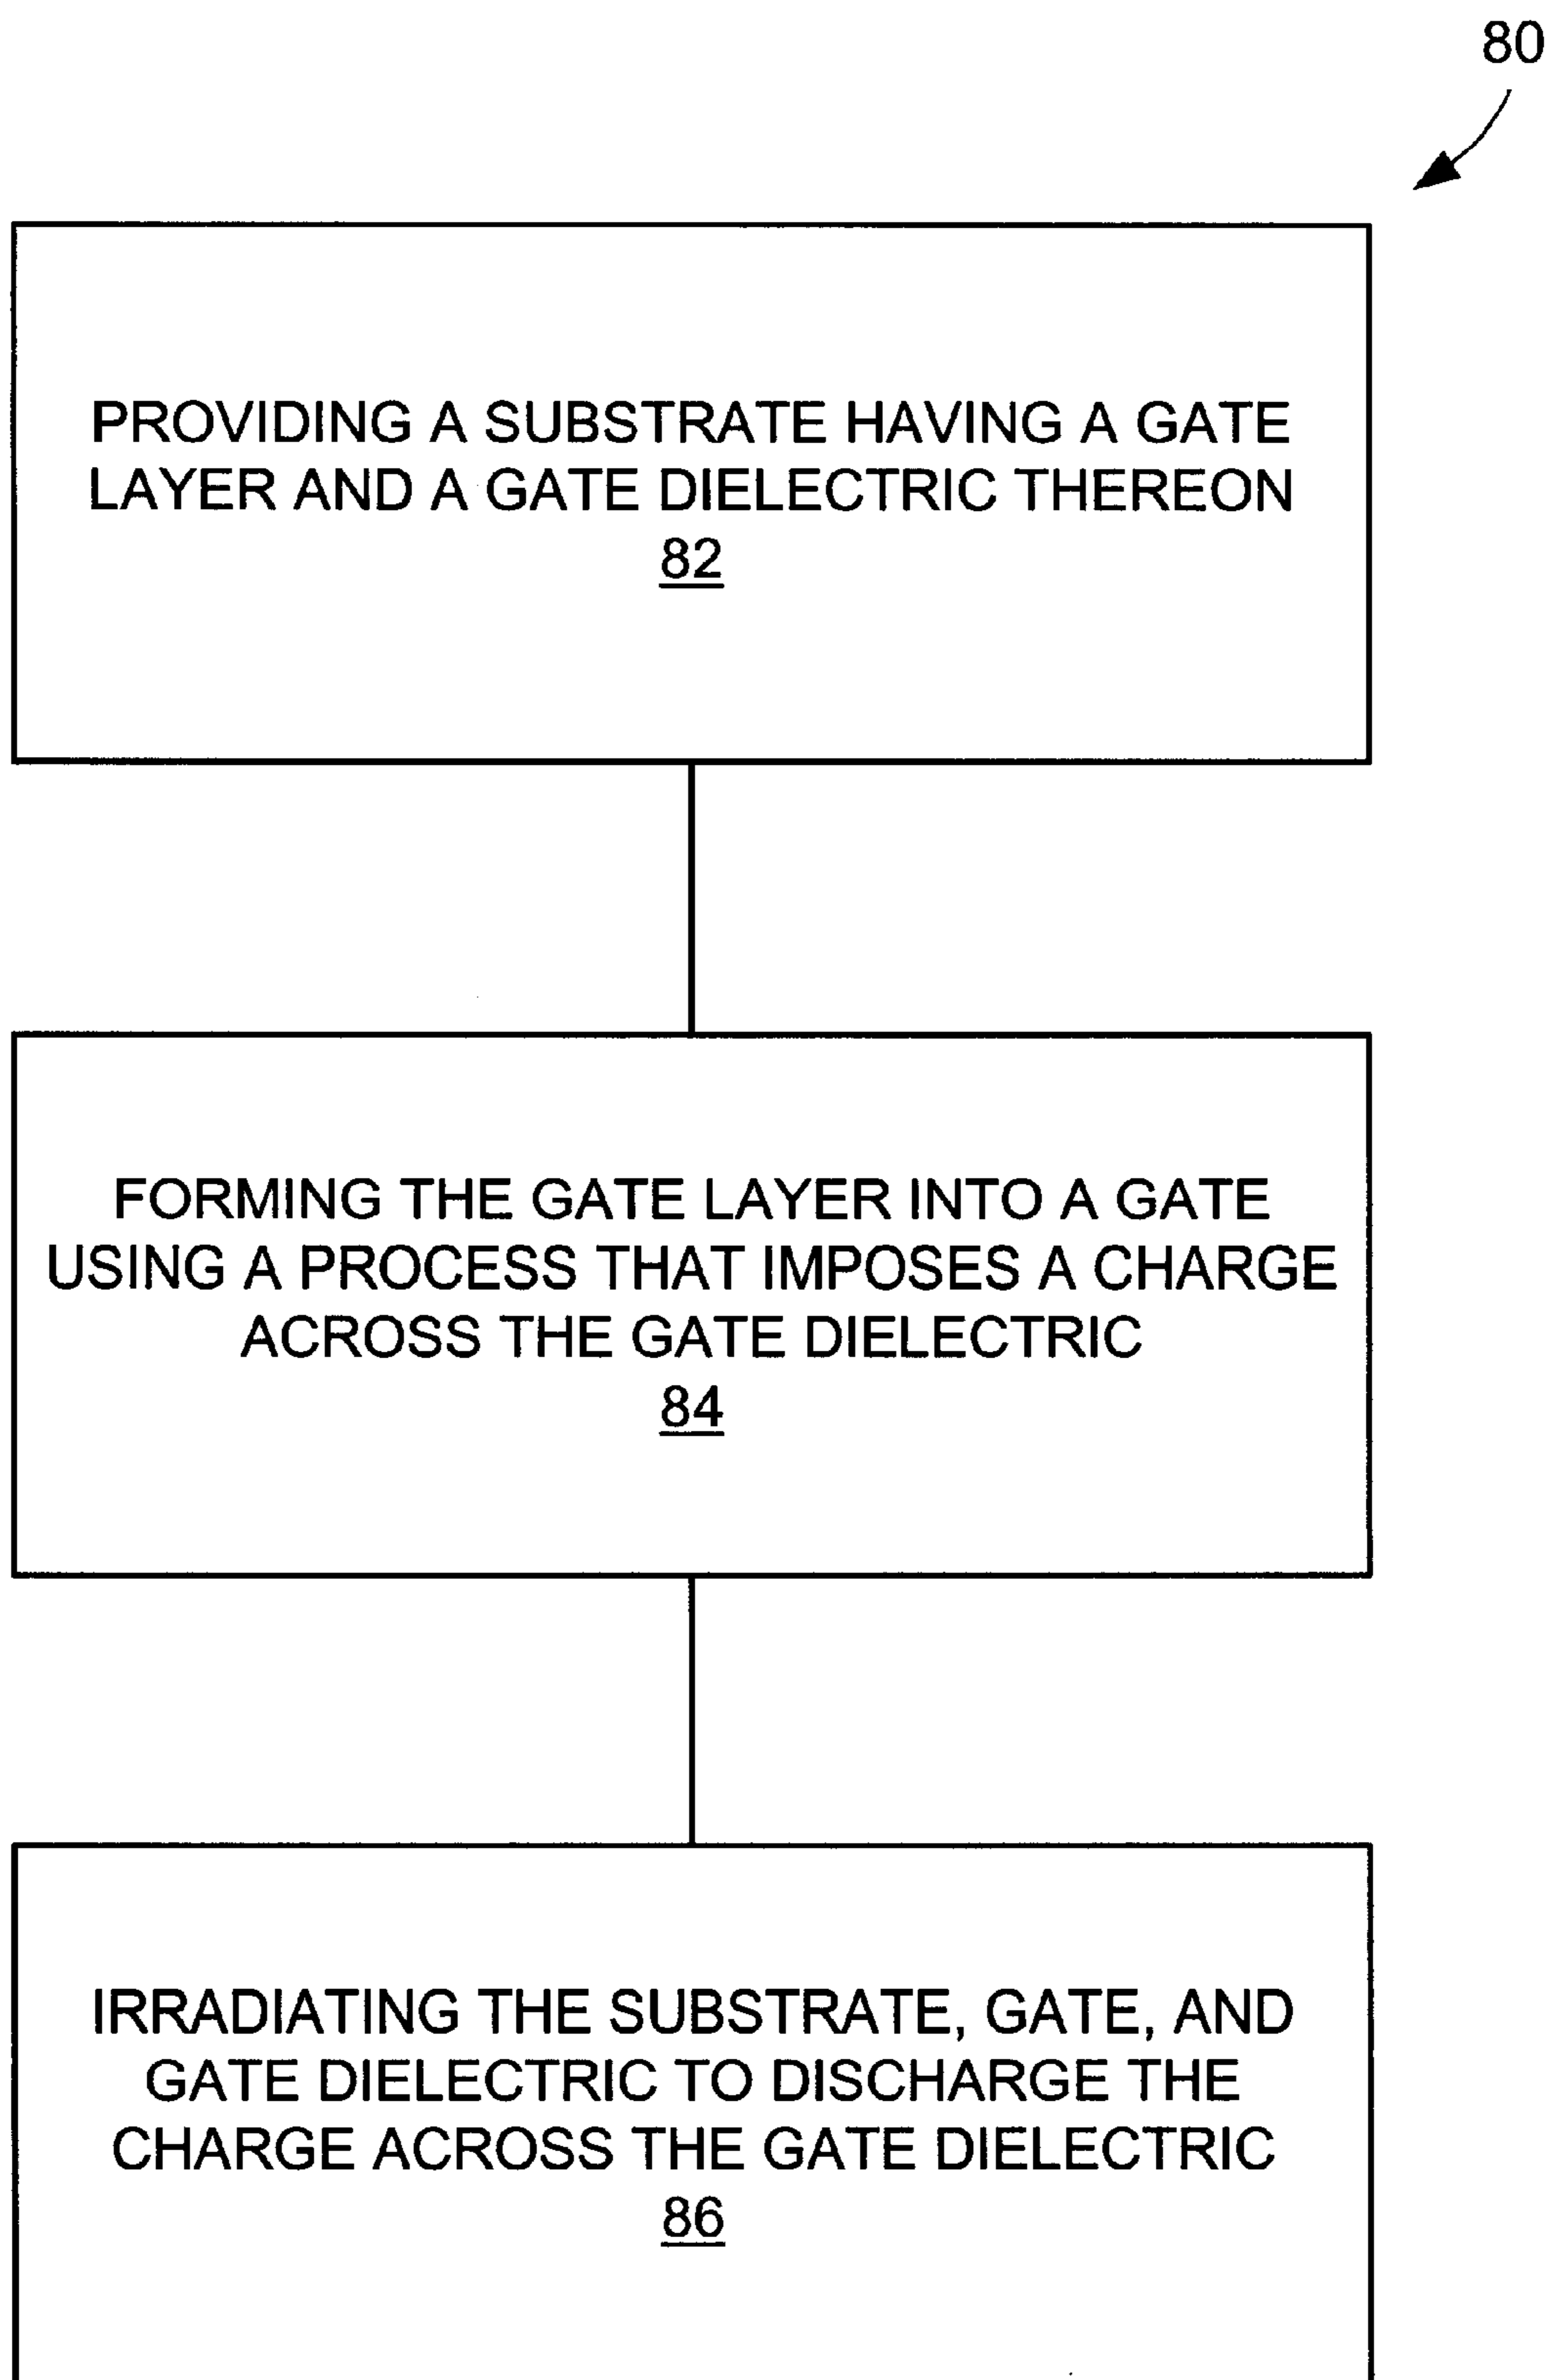 80
PROVIDING A SUBSTRATE HAVING A GATE
LAYER AND A GATE DIELECTRIC THEREON
82
FORMING THE GATE LAYER INTO A GATE
USING A PROCESS THAT IMPOSES A CHARGE
ACROSS THE GATE DIELECTRIC
84
IRRADIATING THE SUBSTRATE, GATE, AND
GATE DIELECTRIC TO DISCHARGE THE
CHARGE ACROSS THE GATE DIELECTRIC
86